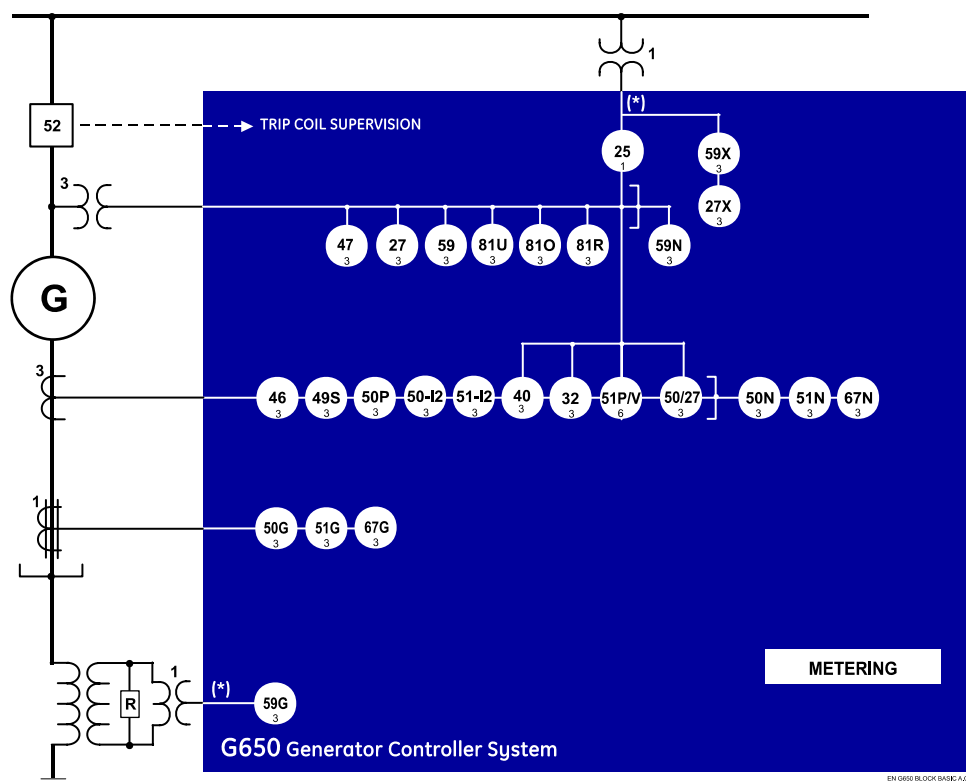 1
(*)
52
TRIP COIL SUPERVISION
25
1
59X
3
3
27X
3
47
3
27
3
59
3
81U
3
81O
3
81R
3
59N
3
G
3
46
3
49S
3
50P
3
50-I2
3
51-I2
3
40
3
32
3
51P/V
6
50/27
3
50N
3
51N
3
67N
3
1
50G
3
51G
3
67G
3
METERING
1
(*)
R
59G
3
G650 Generator Controller System
EN G650 BLOCK BASIC A.0